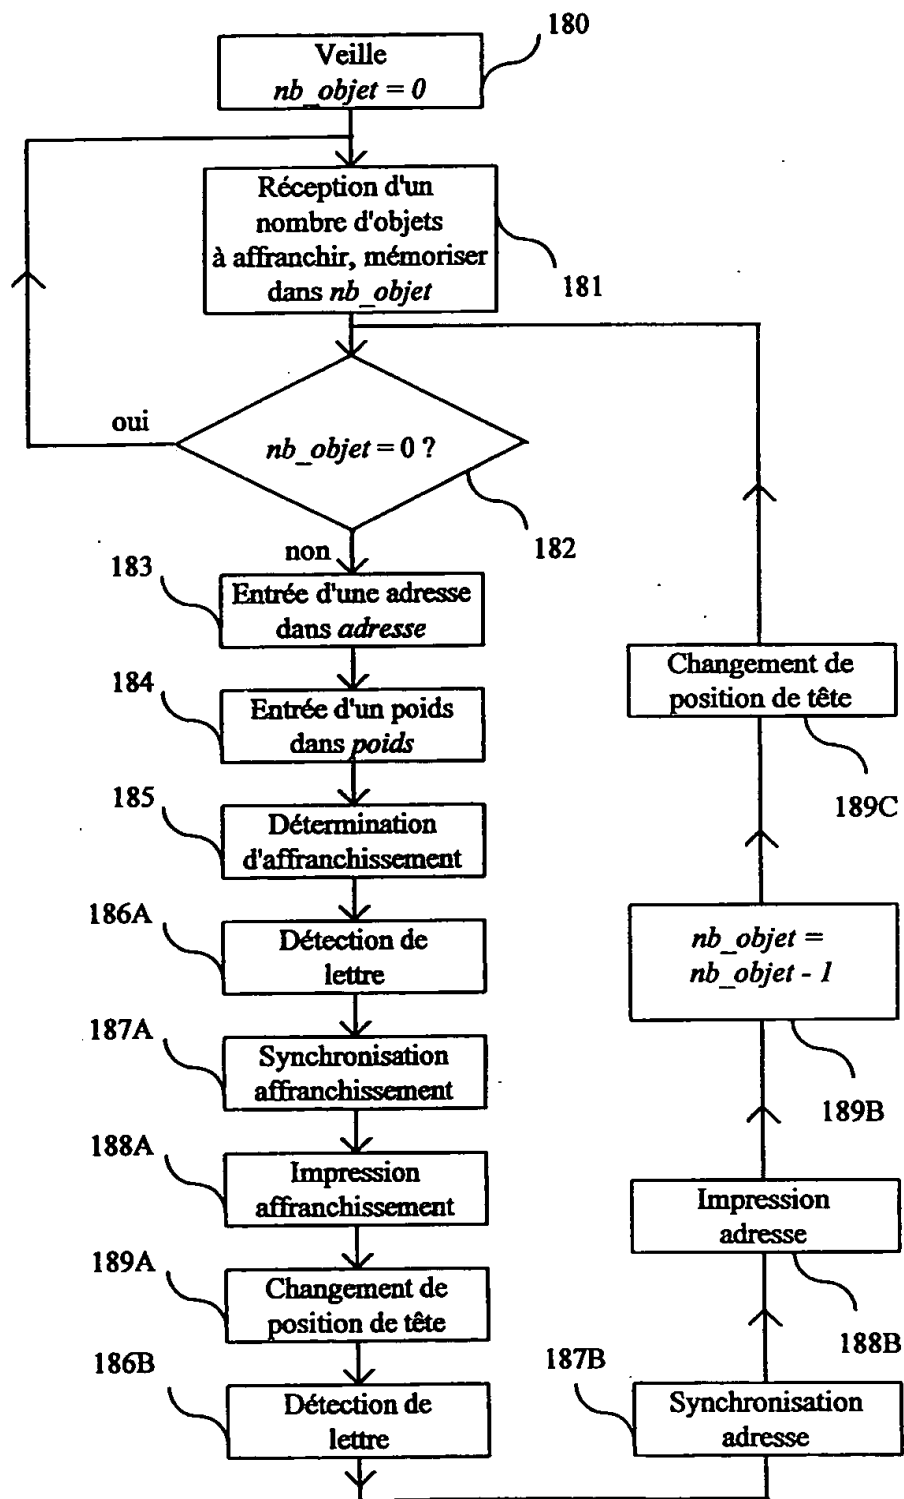 180
Veille
nb_objet = 0
Réception d'un
nombre d'objets
à affranchir, mémoriser
dans nb_objet
181
oui
nb_objet = 0 ?
182
non
183
Entrée d'une adresse
dans adresse
184
Entrée d'un poids
dans poids
185
Détermination
d'affranchissement
186A
Détection de
lettre
187A
Synchronisation
affranchissement
188A
Impression
affranchissement
189A
Changement de
position de tête
186B
Détection de
lettre
187B
Synchronisation
adresse
188B
Impression
adresse
189B
nb_objet =
nb_objet - 1
189C
Changement de
position de tête